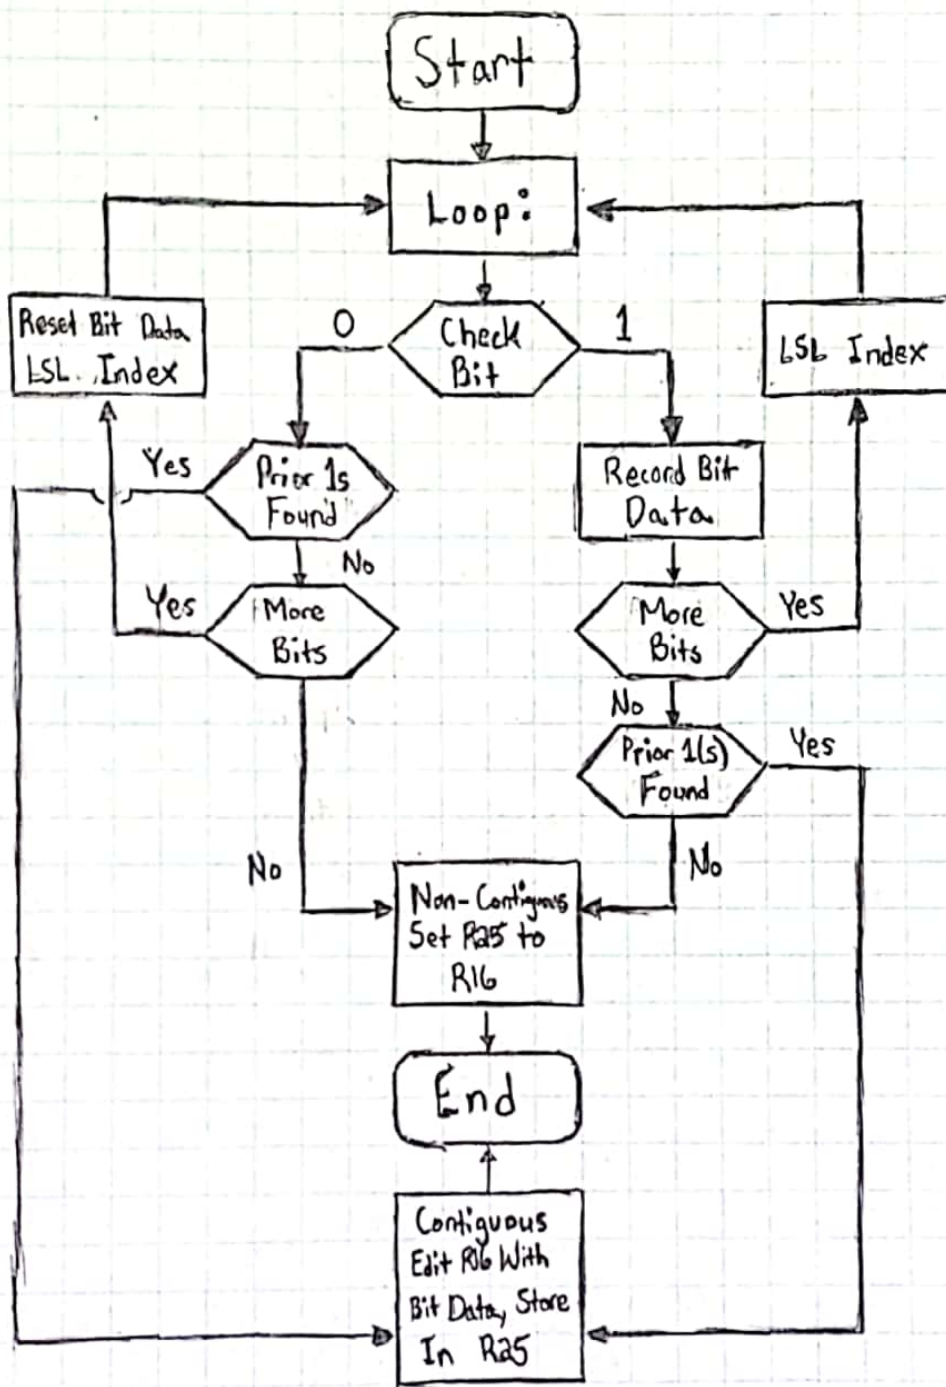 Start
Loop:
Reset Bit Data
LSL Index
0
Check
Bit
1
LSL Index
Yes
Prior 1s
Found
Record Bit
Data
No
Yes
More
Bits
More
Bits
Yes
No
Prior 1(s)
Found
Yes
No
No
Non-Contiguous
Set R25 to
R16
End
Contiguous
Edit R16 With
Bit Data, Store
In R25